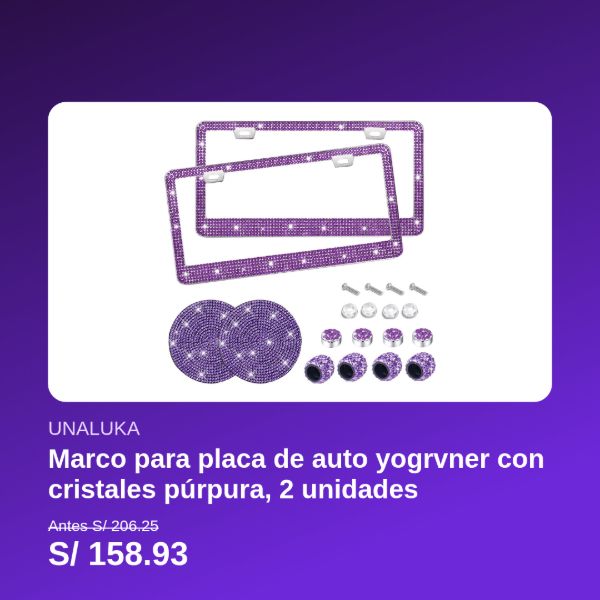 UNALUKA
Marco para placa de auto yogrvner con
cristales púrpura, 2 unidades
Antes S/ 206.25
S/ 158.93